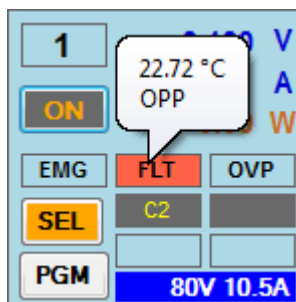 1
V
22.72 °C
OPP
A
ON
W
EMG
FLT
OVP
SEL
C2
PGM
80V 10.5A